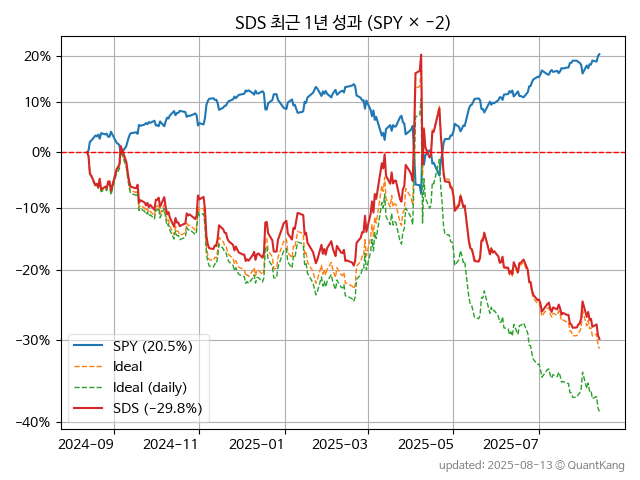 SDS 최근 1년 성과 (SPY × −2)
20%
10%
0%
−10%
−20%
−30%
−40%
SPY (20.5%)
Ideal
Ideal (daily)
SDS (−29.8%)
2024−09
2024−11
2025−01
2025−03
2025−05
2025−07
updated: 2025−08−13 © QuantKang